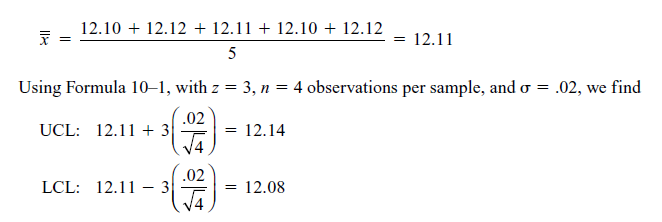 x̿ = (12.10 + 12.12 + 12.11 + 12.10 + 12.12) / 5 = 12.11
Using Formula 10–1, with z = 3, n = 4 observations per sample, and σ = .02, we find
UCL: 12.11 + 3(.02 / √4) = 12.14
LCL: 12.11 − 3(.02 / √4) = 12.08